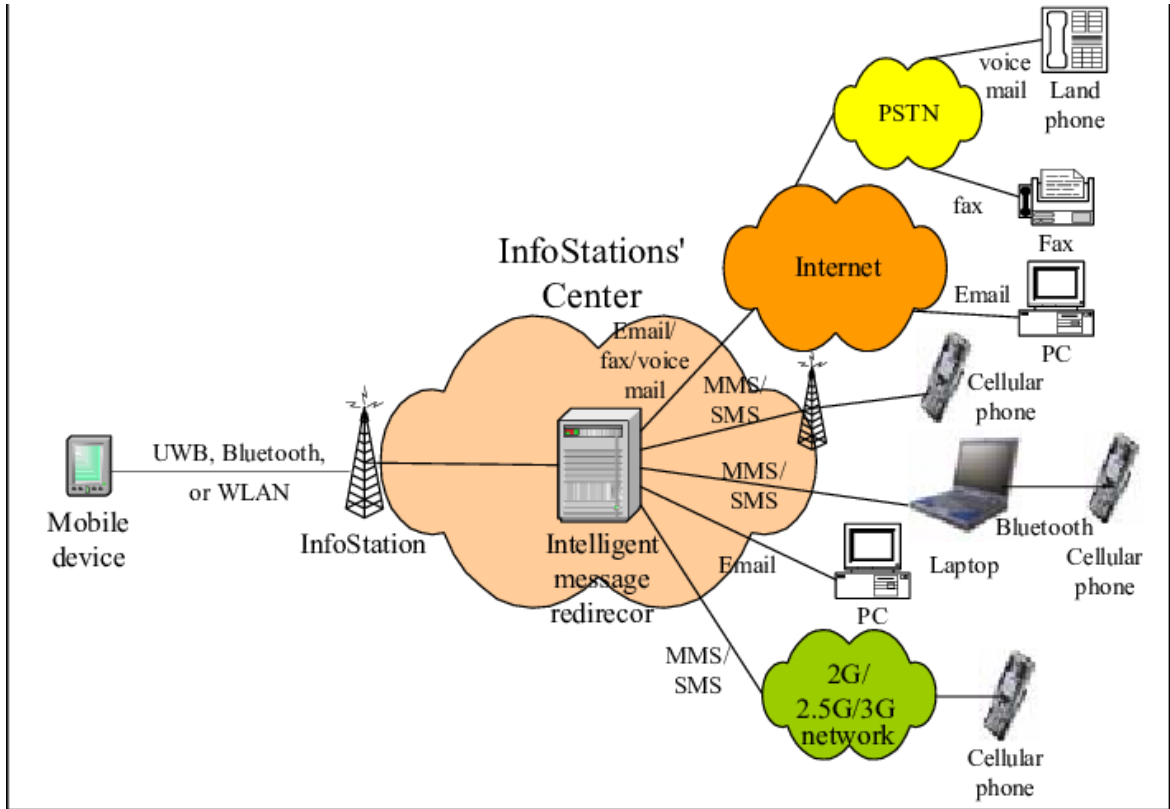 voice
mail
Land
phone
PSTN
fax
Fax
InfoStations'
Center
Internet
Email
PC
Email/
fax/voice
mail
MMS/
SMS
Cellular
phone
UWB, Bluetooth,
or WLAN
MMS/
SMS
Mobile
device
InfoStation
Intelligent
message
redirecor
Bluetooth
Laptop
Cellular
phone
Email
PC
MMS/
SMS
2G/
2.5G/3G
network
Cellular
phone